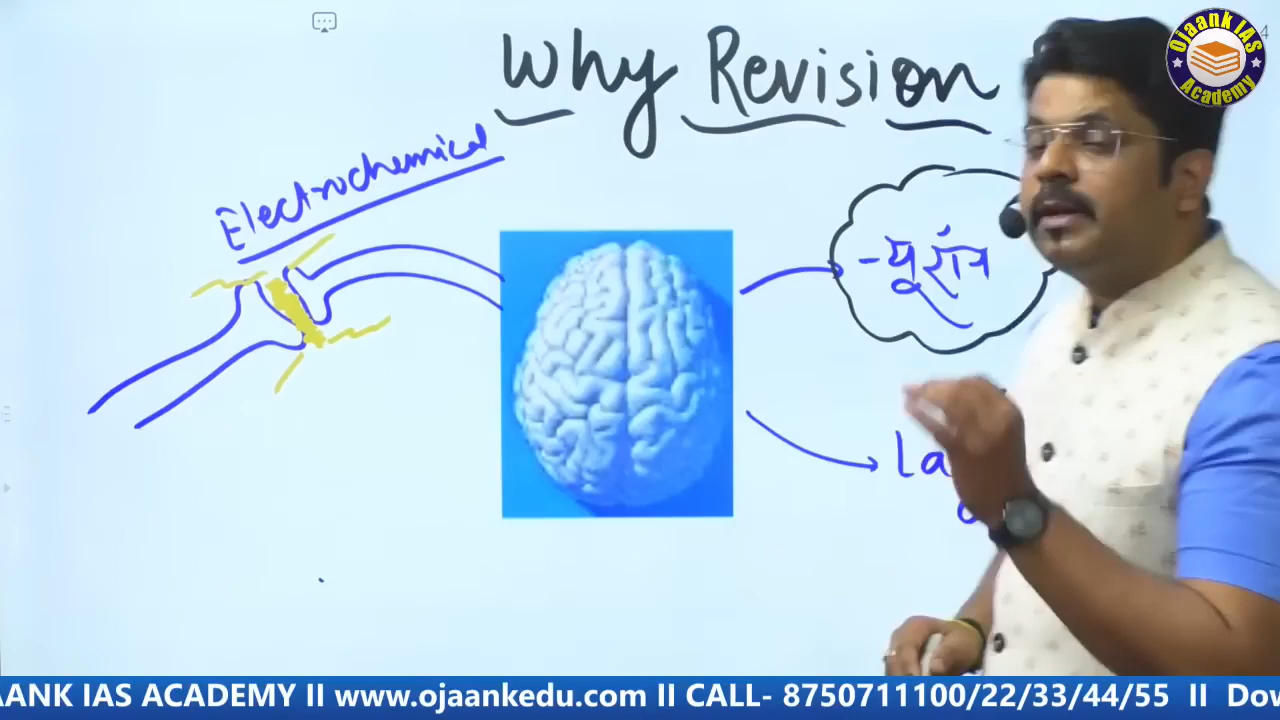 Why Revision
Ojaank IAS
Academy
Electrochemical
- यूरोप
La
AANK IAS ACADEMY II www.ojaankedu.com II CALL- 8750711100/22/33/44/55 II Dow